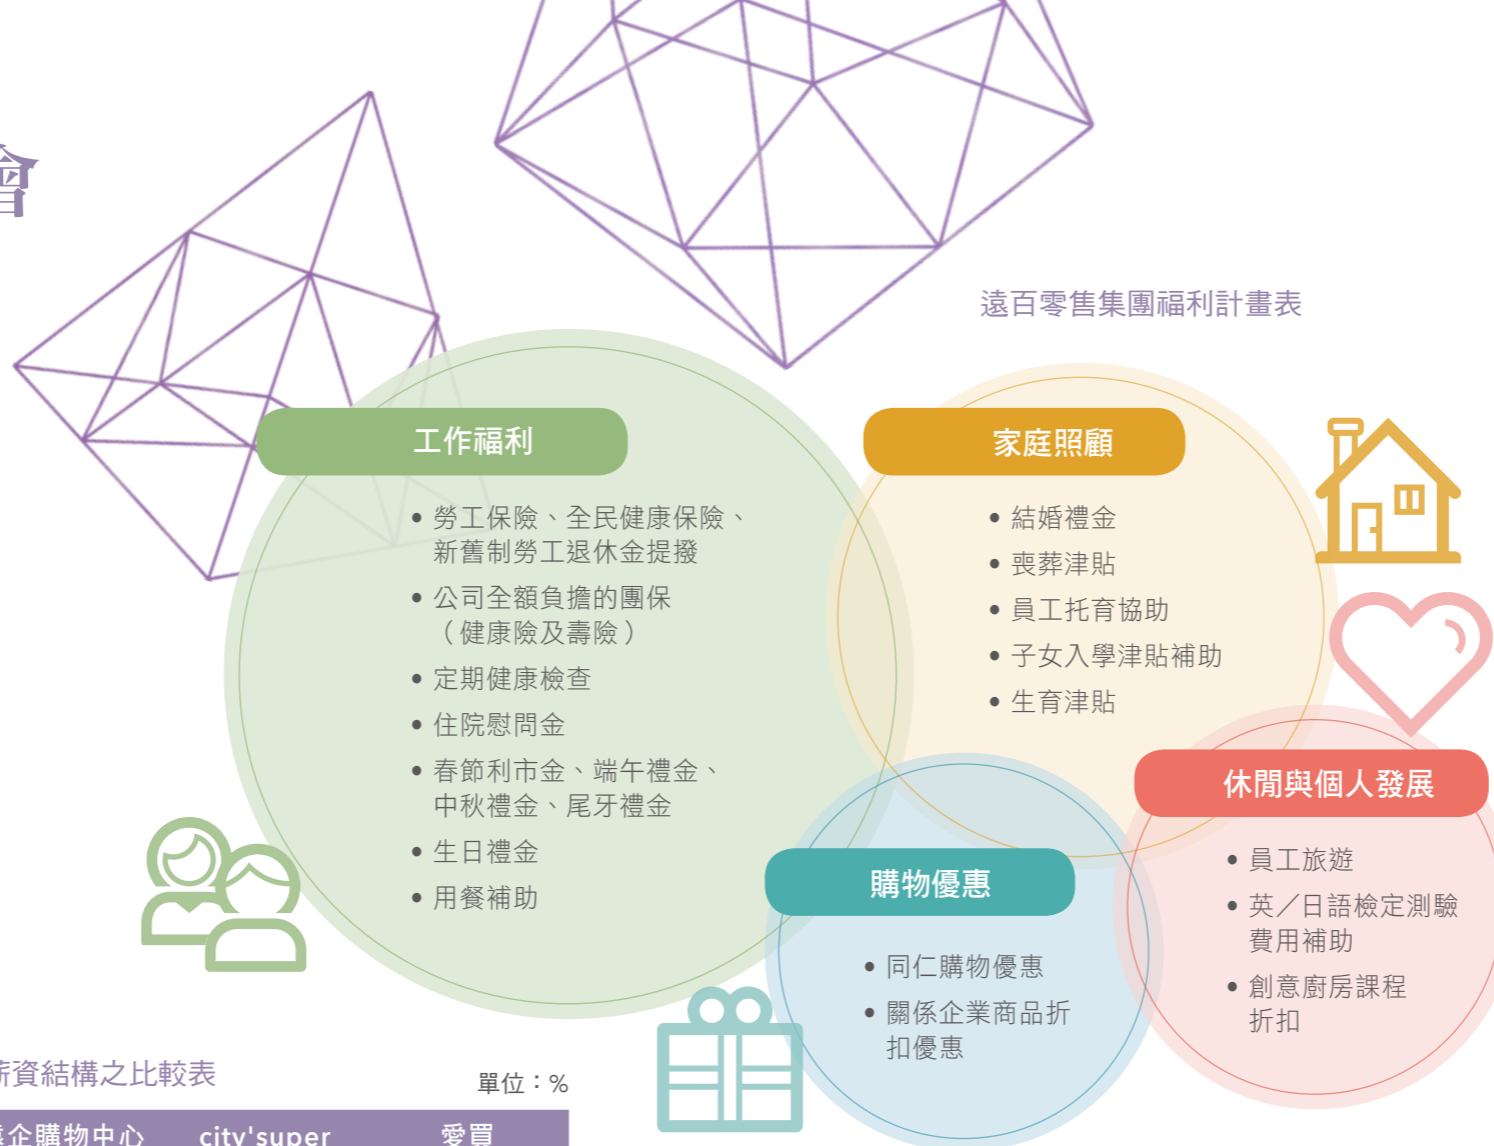 會
遠百零售集團福利計畫表
工作福利
• 勞工保險、全民健康保險、
新舊制勞工退休金提撥
• 公司全額負擔的團保
（健康險及壽險）
• 定期健康檢查
• 住院慰問金
• 春節利市金、端午禮金、
中秋禮金、尾牙禮金
• 生日禮金
• 用餐補助
家庭照顧
• 結婚禮金
• 喪葬津貼
• 員工托育協助
• 子女入學津貼補助
• 生育津貼
購物優惠
• 同仁購物優惠
• 關係企業商品折
扣優惠
休閒與個人發展
• 員工旅遊
• 英／日語檢定測驗
費用補助
• 創意廚房課程
折扣
薪資結構之比較表
單位：%
遠企購物中心 city'super 愛買